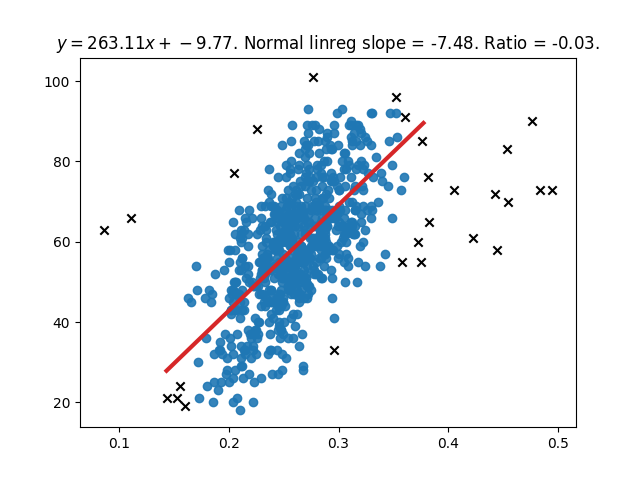 y = 263.11x + −9.77. Normal linreg slope = -7.48. Ratio = -0.03.
100
80
60
40
20
0.1 0.2 0.3 0.4 0.5